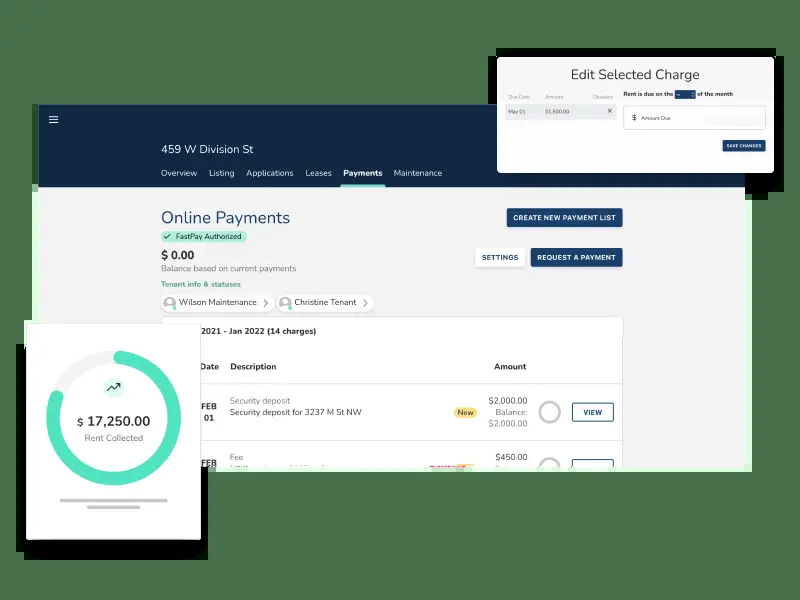 Edit Selected Charge
Due Date Amount Deselect
Rent is due on the of the month
May 01 $1,500.00
$ Amount Due
SAVE CHANGES
459 W Division St
Overview Listing Applications Leases Payments Maintenance
Online Payments
CREATE NEW PAYMENT LIST
FastPay Authorized
$ 0.00
Balance based on current payments
SETTINGS REQUEST A PAYMENT
Tenant info & statuses
Wilson Maintenance Christine Tenant
2021 - Jan 2022 (14 charges)
Date Description Amount
FEB
01
Security deposit
Security deposit for 3237 M St NW
New
$2,000.00
Balance:
$2,000.00
VIEW
FEB
Fee
$450.00
$ 17,250.00
Rent Collected